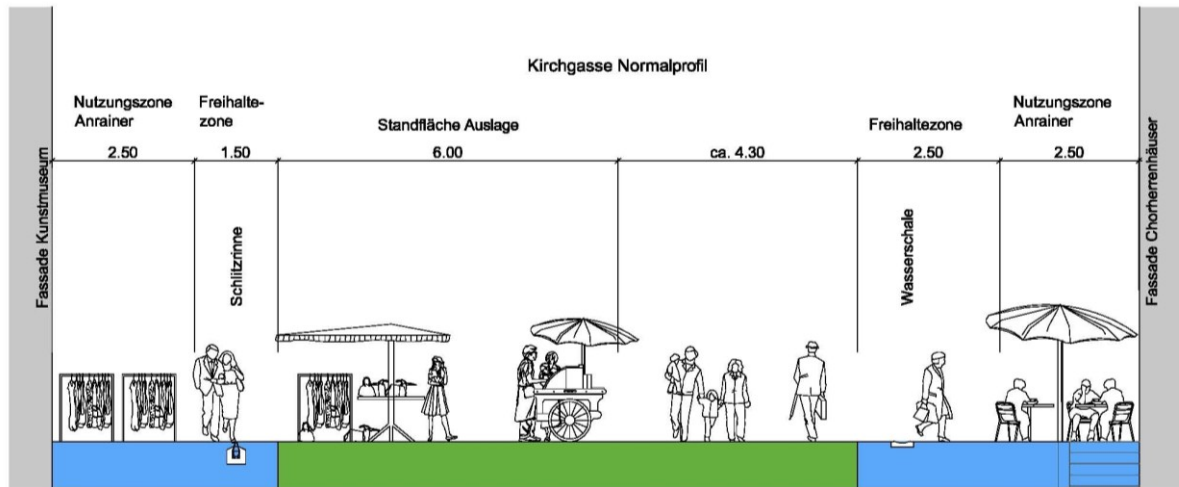 Kirchgasse Normalprofil
Nutzungszone
Anrainer
Freihalte-
zone
Standfläche Auslage
Freihaltezone
Nutzungszone
Anrainer
2.50
1.50
6.00
ca. 4.30
2.50
2.50
Fassade Kunstmuseum
Schlitzrinne
Wasserschale
Fassade Chorherrenhäuser